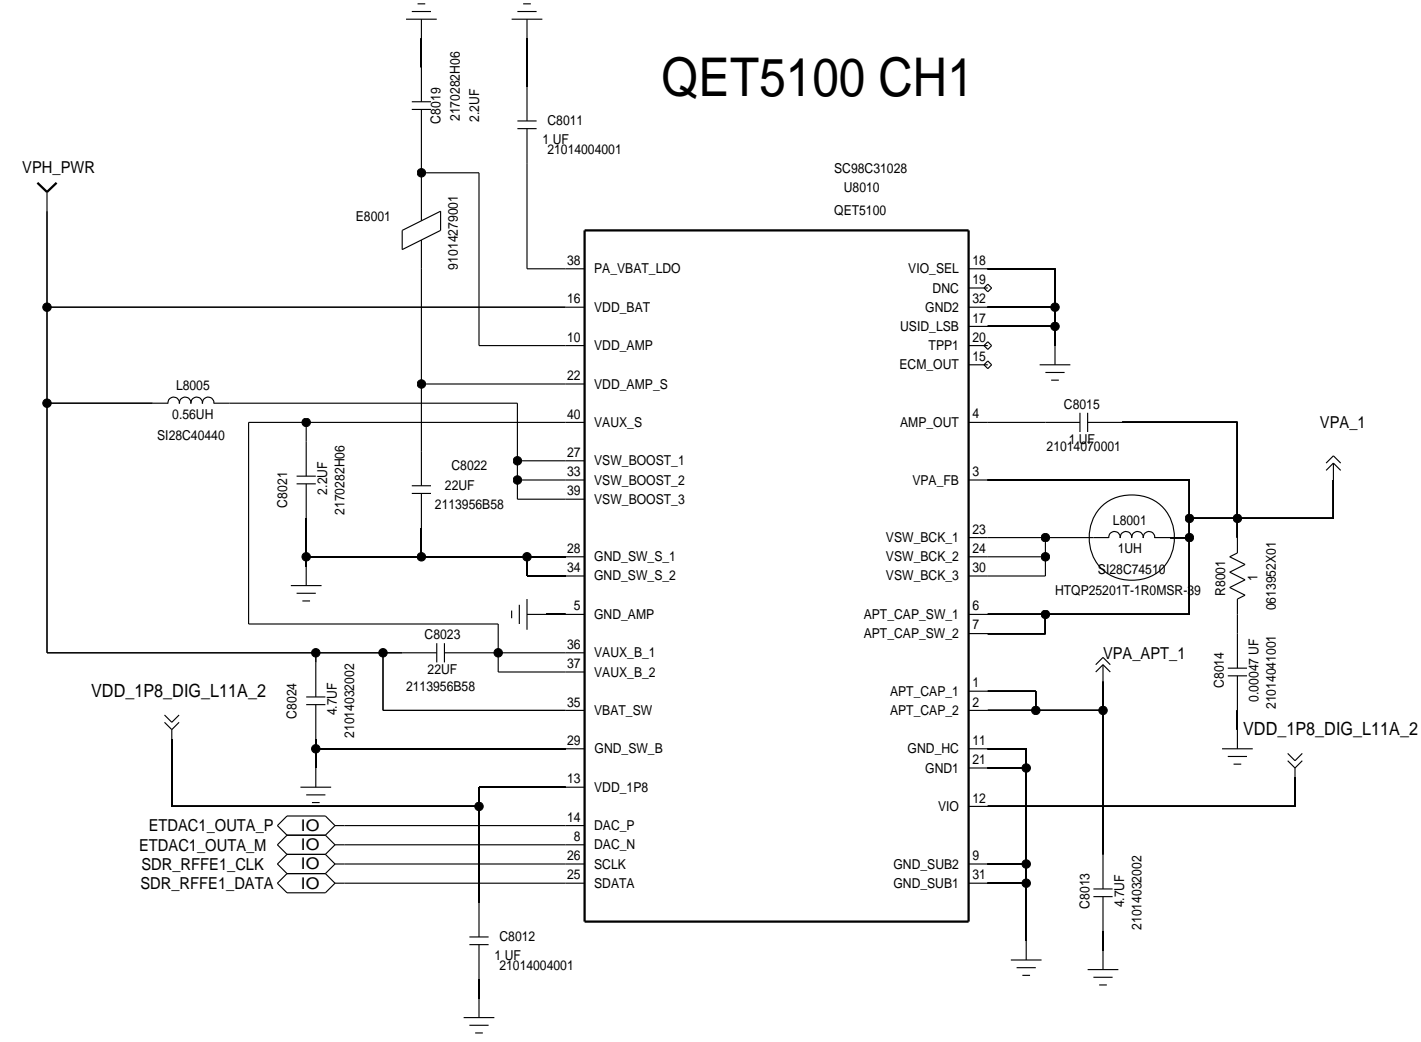 QET5100 CH1
C8019
2170282H06
2.2UF
C8011
1 UF
21014004001
VPH_PWR
E8001
91014279001
SC98C31028
U8010
QET5100
38 PA_VBAT_LDO
16 VDD_BAT
10 VDD_AMP
22 VDD_AMP_S
40 VAUX_S
27 VSW_BOOST_1
33 VSW_BOOST_2
39 VSW_BOOST_3
28 GND_SW_S_1
34 GND_SW_S_2
5 GND_AMP
36 VAUX_B_1
37 VAUX_B_2
35 VBAT_SW
29 GND_SW_B
13 VDD_1P8
14 DAC_P
8 DAC_N
26 SCLK
25 SDATA
VIO_SEL 18
DNC 19
GND2 32
USID_LSB 17
TPP1 20
ECM_OUT 15
AMP_OUT 4
VPA_FB 3
VSW_BCK_1 23
VSW_BCK_2 24
VSW_BCK_3 30
APT_CAP_SW_1 6
APT_CAP_SW_2 7
APT_CAP_1 1
APT_CAP_2 2
GND_HC 11
GND1 21
VIO 12
GND_SUB2 9
GND_SUB1 31
L8005
0.56UH
SI28C40440
C8021
2.2UF
2170282H06
C8022
22UF
2113956B58
C8023
22UF
2113956B58
C8024
4.7UF
21014032002
VDD_1P8_DIG_L11A_2
ETDAC1_OUTA_P IO
ETDAC1_OUTA_M IO
SDR_RFFE1_CLK IO
SDR_RFFE1_DATA IO
C8012
1 UF
21014004001
C8015
1 UF
21014070001
VPA_1
L8001
1UH
SI28C74510
HTQP25201T-1R0MSR-89
R8001
1
0613952X01
C8014
0.00047 UF
21014041001
VPA_APT_1
VDD_1P8_DIG_L11A_2
C8013
4.7UF
21014032002